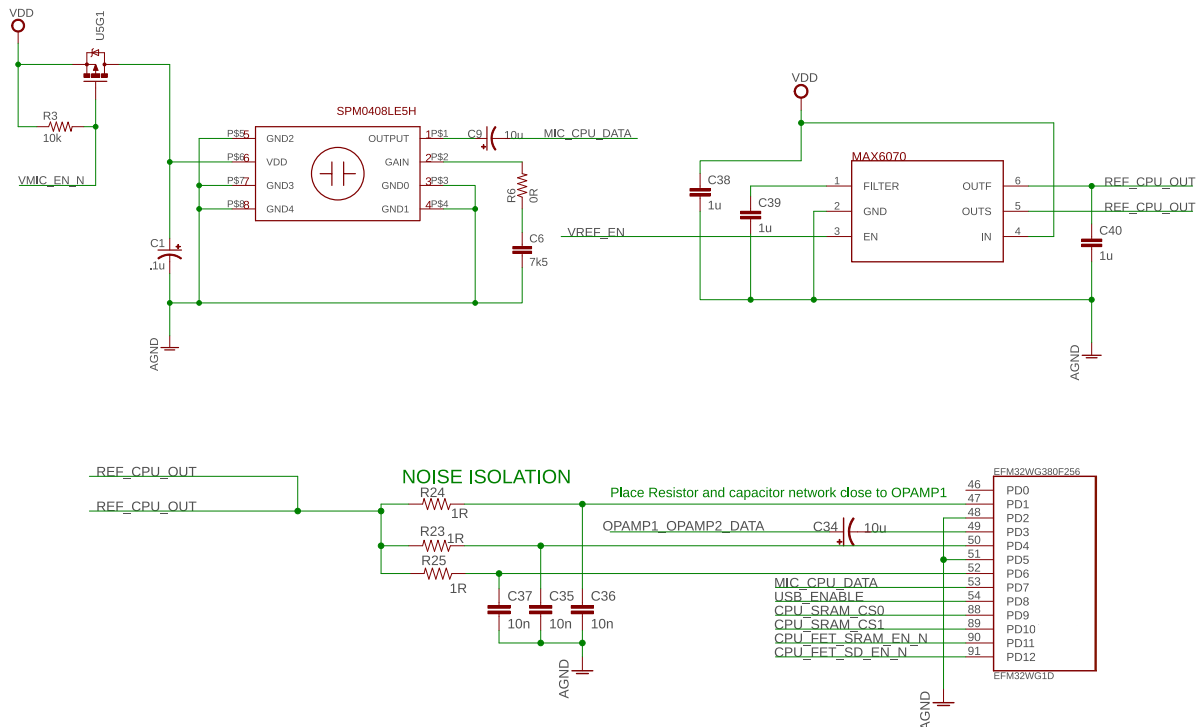 VDD
U5G1
R3
10k
VMIC_EN_N
C1
.1u
AGND
SPM0408LE5H
P$5 5 GND2 OUTPUT 1 P$1
P$6 6 VDD GAIN 2 P$2
P$7 7 GND3 GND0 3 P$3
P$8 8 GND4 GND1 4 P$4
C9 10u MIC_CPU_DATA
R6
0R
C6
7k5
VDD
MAX6070
1 FILTER OUTF 6 REF_CPU_OUT
2 GND OUTS 5 REF_CPU_OUT
3 EN IN 4
VREF_EN
C38
1u
C39
1u
C40
1u
AGND
REF_CPU_OUT
REF_CPU_OUT
NOISE ISOLATION
R24
1R
R23
1R
R25
1R
C37 C35 C36
10n 10n 10n
AGND
Place Resistor and capacitor network close to OPAMP1
OPAMP1_OPAMP2_DATA C34 10u
MIC_CPU_DATA
USB_ENABLE
CPU_SRAM_CS0
CPU_SRAM_CS1
CPU_FET_SRAM_EN_N
CPU_FET_SD_EN_N
EFM32WG380F256
46 PD0
47 PD1
48 PD2
49 PD3
50 PD4
51 PD5
52 PD6
53 PD7
54 PD8
88 PD9
89 PD10
90 PD11
91 PD12
EFM32WG1D
AGND